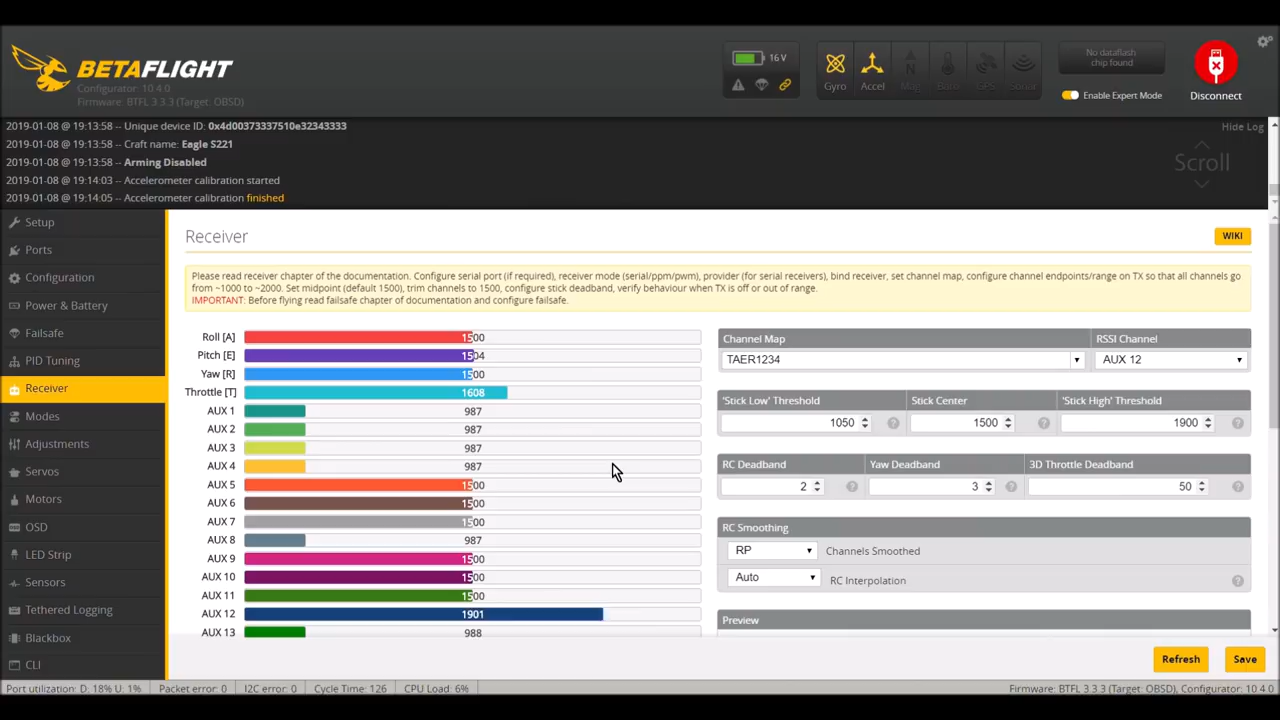 BETAFLIGHT
Configurator: 10.4.0
Firmware: BTFL 3.3.3 (Target: OBSD)
16 V
Gyro
Accel
Mag
Baro
GPS
Sonar
No dataflash
chip found
Enable Expert Mode
Disconnect
2019-01-08 @ 19:13:58 -- Unique device ID: 0x4d00373337510e32343333
2019-01-08 @ 19:13:58 -- Craft name: Eagle S221
2019-01-08 @ 19:13:58 -- Arming Disabled
2019-01-08 @ 19:14:03 -- Accelerometer calibration started
2019-01-08 @ 19:14:05 -- Accelerometer calibration finished
Hide Log
Scroll
Setup
Ports
Configuration
Power & Battery
Failsafe
PID Tuning
Receiver
Modes
Adjustments
Servos
Motors
OSD
LED Strip
Sensors
Tethered Logging
Blackbox
CLI
Receiver
WIKI
Please read receiver chapter of the documentation. Configure serial port (if required), receiver mode (serial/ppm/pwm), provider (for serial receivers), bind receiver, set channel map, configure channel endpoints/range on TX so that all channels go
from ~1000 to ~2000. Set midpoint (default 1500), trim channels to 1500, configure stick deadband, verify behaviour when TX is off or out of range.
IMPORTANT: Before flying read failsafe chapter of documentation and configure failsafe.
Roll [A] 1500
Pitch [E] 1504
Yaw [R] 1500
Throttle [T] 1608
AUX 1 987
AUX 2 987
AUX 3 987
AUX 4 987
AUX 5 1500
AUX 6 1500
AUX 7 1500
AUX 8 987
AUX 9 1500
AUX 10 1500
AUX 11 1500
AUX 12 1901
AUX 13 988
Channel Map RSSI Channel
TAER1234 AUX 12
'Stick Low' Threshold Stick Center 'Stick High' Threshold
1050 1500 1900
RC Deadband Yaw Deadband 3D Throttle Deadband
2 3 50
RC Smoothing
RP Channels Smoothed
Auto RC Interpolation
Preview
Refresh Save
Port utilization: D: 18% U: 1% Packet error: 0 I2C error: 0 Cycle Time: 126 CPU Load: 6% Firmware: BTFL 3.3.3 (Target: OBSD), Configurator: 10.4.0